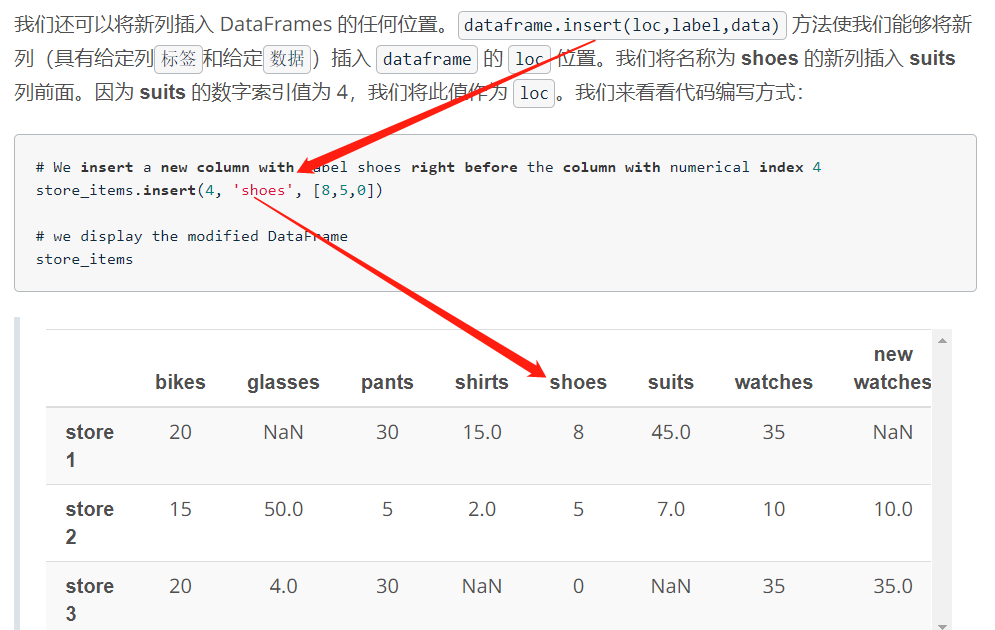 我们还可以将新列插入 DataFrames 的任何位置。dataframe.insert(loc,label,data) 方法使我们能够将新
列（具有给定列标签和给定数据）插入 dataframe 的 loc 位置。我们将名称为 shoes 的新列插入 suits
列前面。因为 suits 的数字索引值为 4，我们将此值作为 loc。我们来看看代码编写方式：
# We insert a new column with label shoes right before the column with numerical index 4
store_items.insert(4, 'shoes', [8,5,0])
# we display the modified DataFrame
store_items
bikes glasses pants shirts shoes suits watches new watches
store 1 20 NaN 30 15.0 8 45.0 35 NaN
store 2 15 50.0 5 2.0 5 7.0 10 10.0
store 3 20 4.0 30 NaN 0 NaN 35 35.0